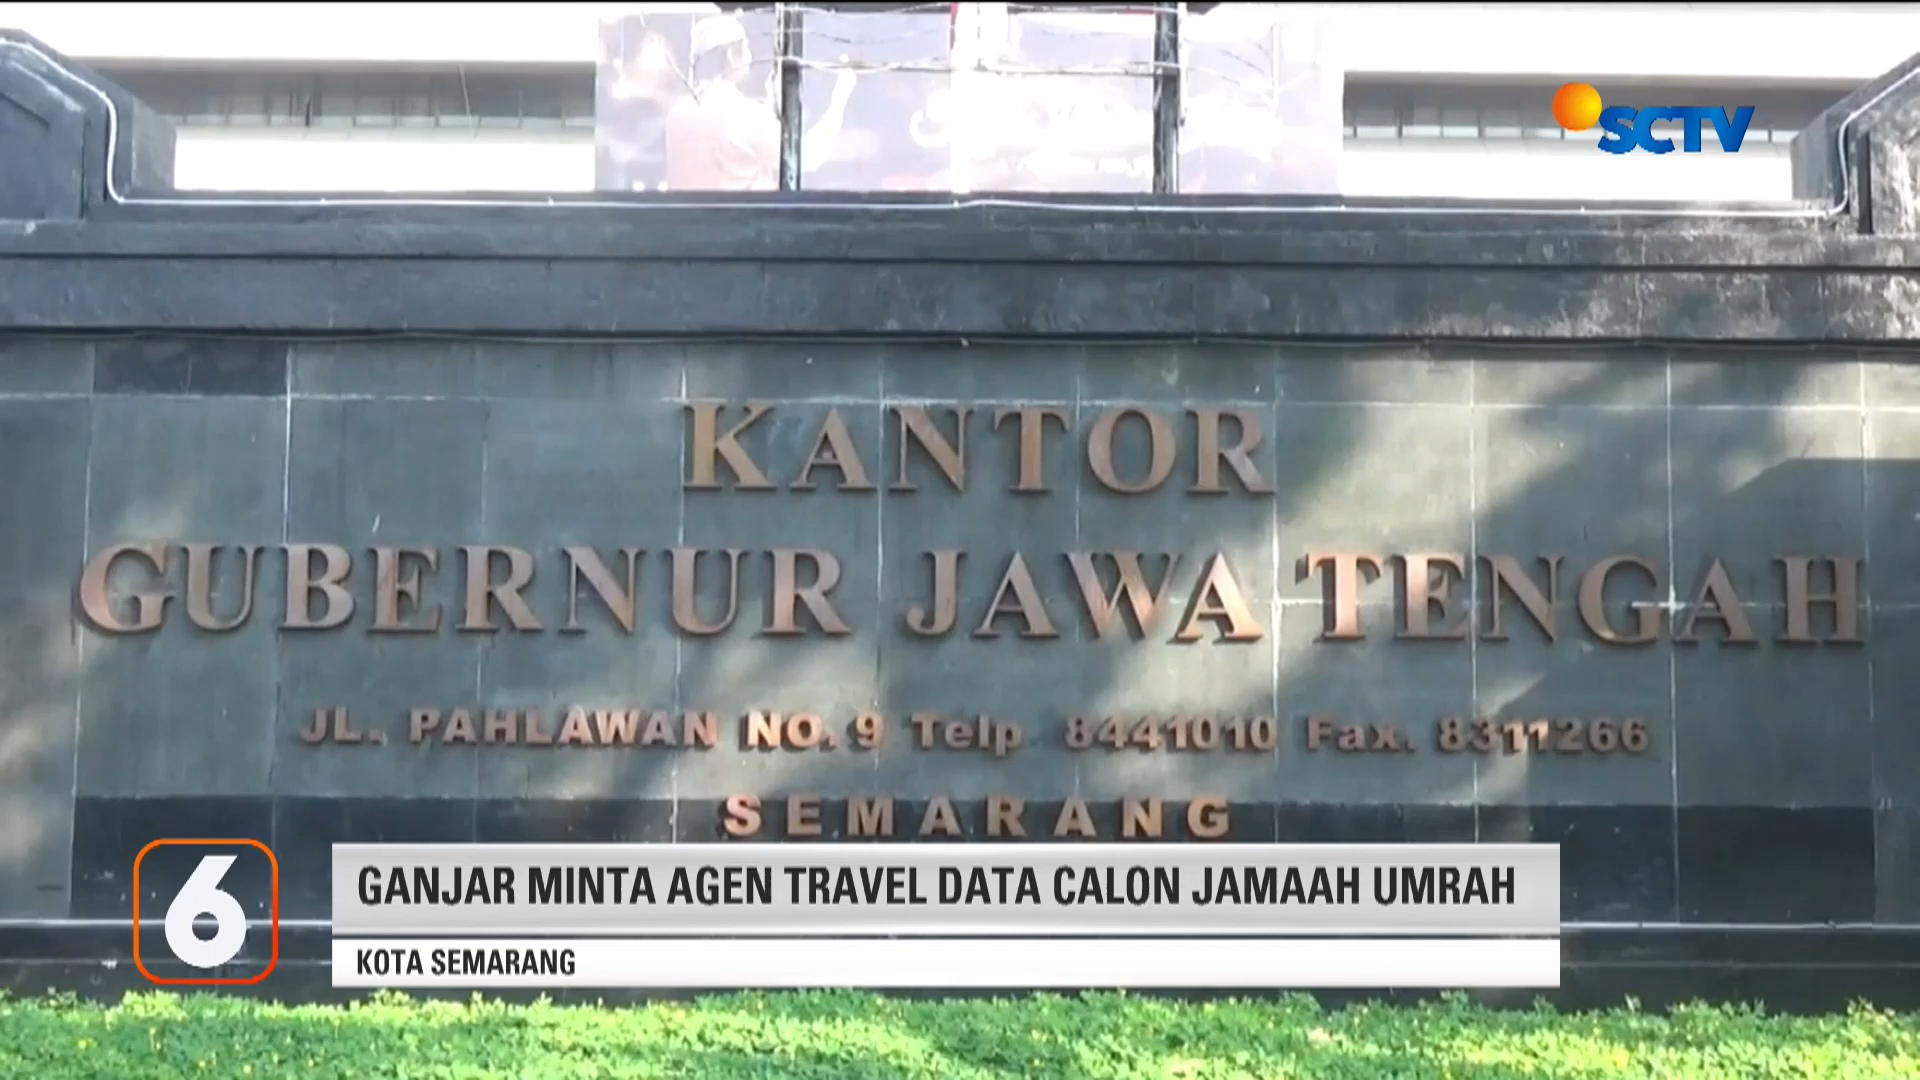 SCTV
KANTOR
GUBERNUR JAWA TENGAH
JL. PAHLAWAN NO. 9 Telp 8441010 Fax. 8311266
SEMARANG
6
GANJAR MINTA AGEN TRAVEL DATA CALON JAMAAH UMRAH
KOTA SEMARANG